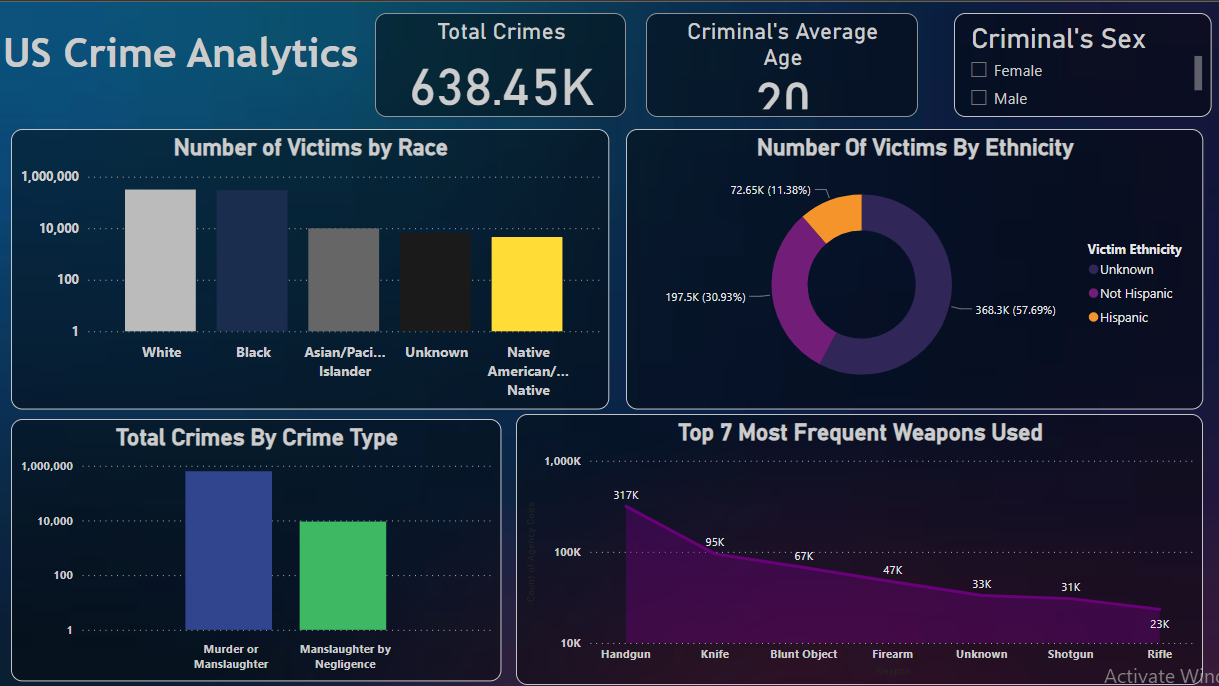 US Crime Analytics
Total Crimes
638.45K
Criminal's Average
Age
20
Criminal's Sex
Female
Male
Number of Victims by Race
1,000,000
10,000
100
1
White
Black
Asian/Paci...
Islander
Unknown
Native
American/...
Native
Number Of Victims By Ethnicity
72.65K (11.38%)
197.5K (30.93%)
368.3K (57.69%)
Victim Ethnicity
Unknown
Not Hispanic
Hispanic
Total Crimes By Crime Type
1,000,000
10,000
100
1
Murder or
Manslaughter
Manslaughter by
Negligence
Top 7 Most Frequent Weapons Used
Count of Agency Code
1,000K
100K
10K
317K
95K
67K
47K
33K
31K
23K
Handgun
Knife
Blunt Object
Firearm
Unknown
Shotgun
Rifle
Activate Wind